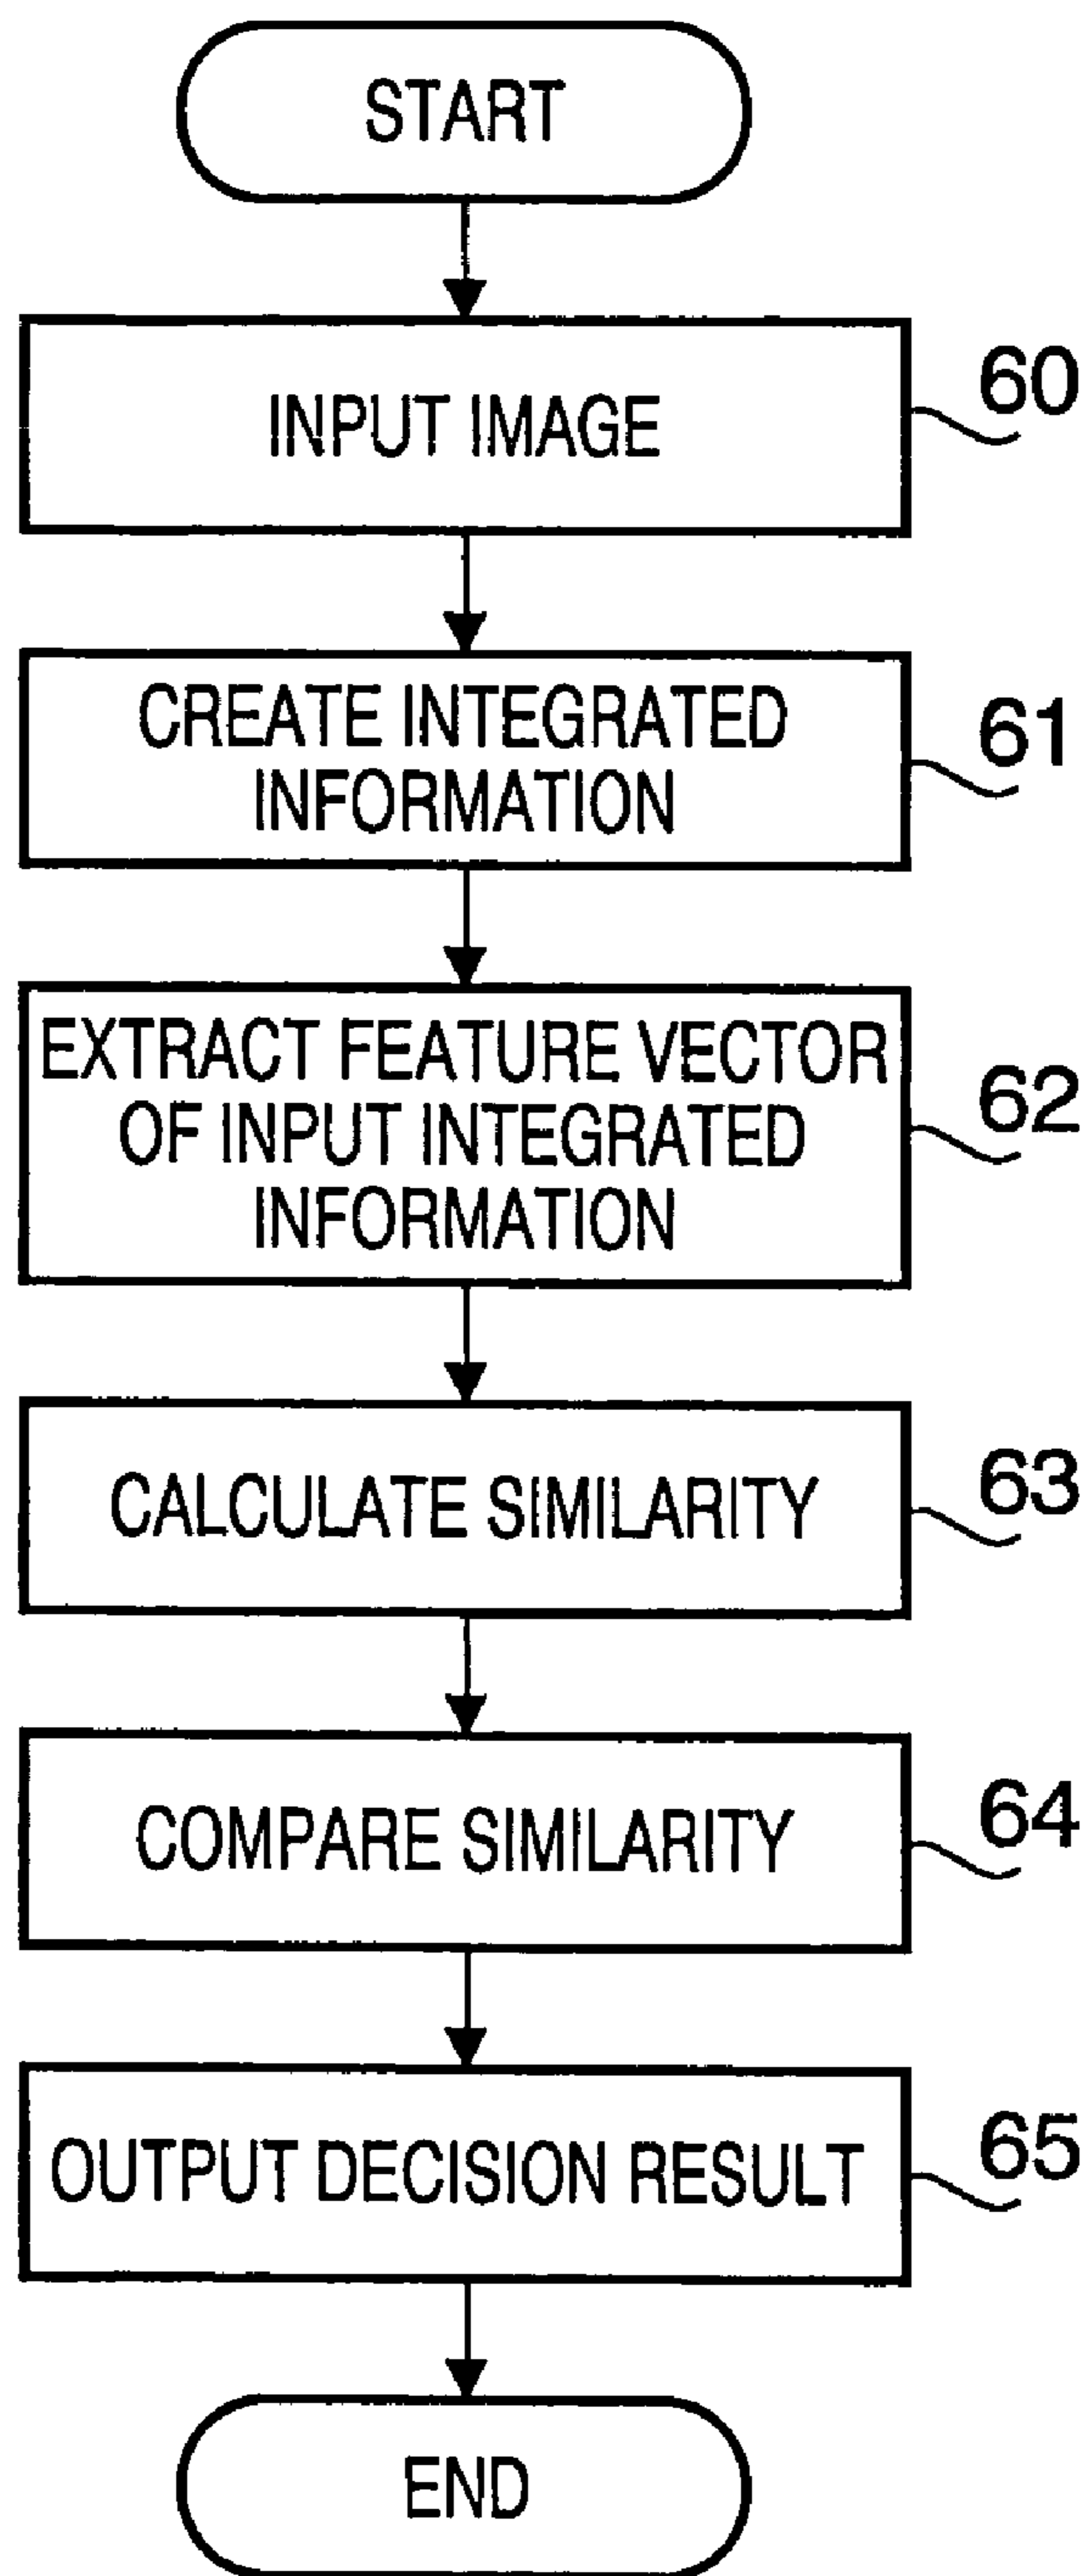 START
INPUT IMAGE
60
CREATE INTEGRATED
INFORMATION
61
EXTRACT FEATURE VECTOR
OF INPUT INTEGRATED
INFORMATION
62
CALCULATE SIMILARITY
63
COMPARE SIMILARITY
64
OUTPUT DECISION RESULT
65
END